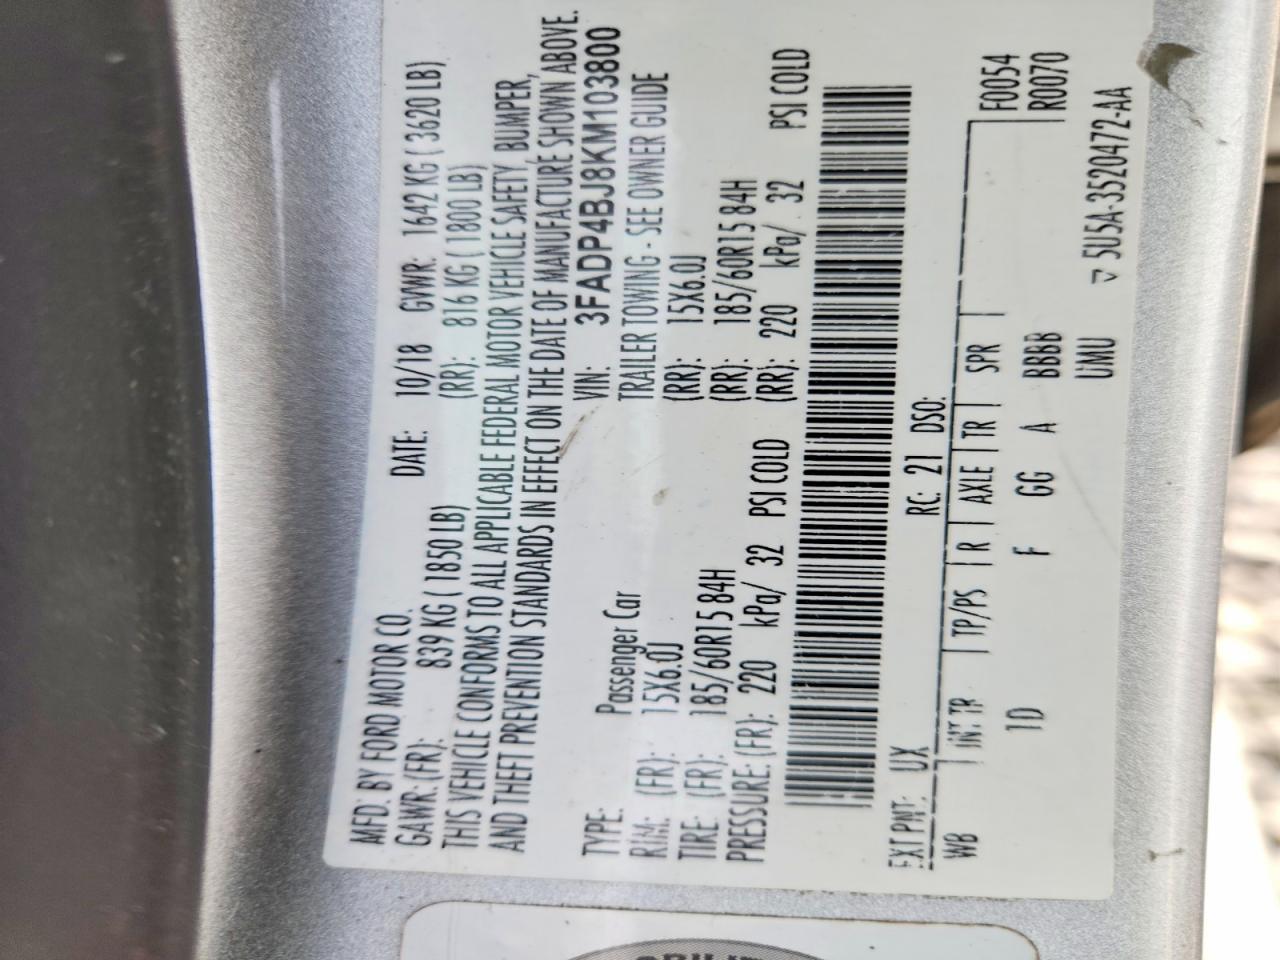 MFD. BY FORD MOTOR CO.
DATE: 10/18 GVWR: 1642 KG ( 3620 LB)
GAWR: (FR): 839 KG ( 1850 LB) (RR): 816 KG ( 1800 LB)
THIS VEHICLE CONFORMS TO ALL APPLICABLE FEDERAL MOTOR VEHICLE SAFETY, BUMPER,
AND THEFT PREVENTION STANDARDS IN EFFECT ON THE DATE OF MANUFACTURE SHOWN ABOVE.
VIN: 3FADP4BJ8KM103800
TYPE: Passenger Car TRAILER TOWING - SEE OWNER GUIDE
RIM: (FR): 15X6.0J (RR): 15X6.0J
TIRE: (FR): 185/60R15 84H (RR): 185/60R15 84H
PRESSURE: (FR): 220 kPa/ 32 PSI COLD (RR): 220 kPa/ 32 PSI COLD
EXT PNT: UX RC: 21 DSO:
WB INT TR TP/PS R AXLE TR SPR F0054
1D F GG A BBBB R0070
UMU ▽ 5U5A-3520472-AA